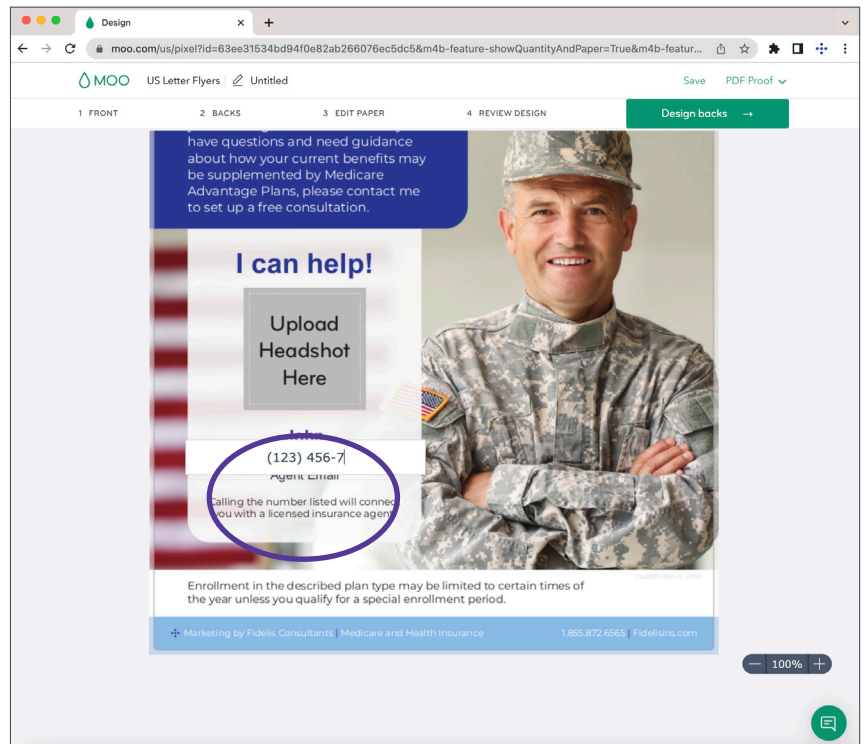 Design
moo.com/us/pixel?id=63ee31534bd94f0e82ab266076ec5dc5&m4b-feature-showQuantityAndPaper=True&m4b-featur...
MOO US Letter Flyers Untitled Save PDF Proof
1 FRONT 2 BACKS 3 EDIT PAPER 4 REVIEW DESIGN Design backs →
have questions and need guidance
about how your current benefits may
be supplemented by Medicare
Advantage Plans, please contact me
to set up a free consultation.
I can help!
Upload
Headshot
Here
John
(123) 456-7
Agent Email
Calling the number listed will connect
you with a licensed insurance agent
Enrollment in the described plan type may be limited to certain times of
the year unless you qualify for a special enrollment period.
Marketing by Fidelis Consultants | Medicare and Health Insurance 1.855.872.6565 | Fidelisins.com
100%